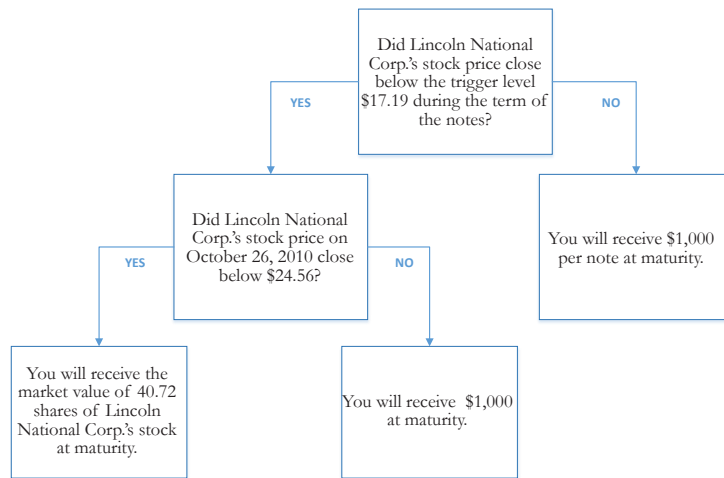 Did Lincoln National
Corp.'s stock price close
below the trigger level
$17.19 during the term of
the notes?
YES
NO
Did Lincoln National
Corp.'s stock price on
October 26, 2010 close
below $24.56?
You will receive $1,000
per note at maturity.
YES
NO
You will receive the
market value of 40.72
shares of Lincoln
National Corp.'s stock
at maturity.
You will receive $1,000
at maturity.